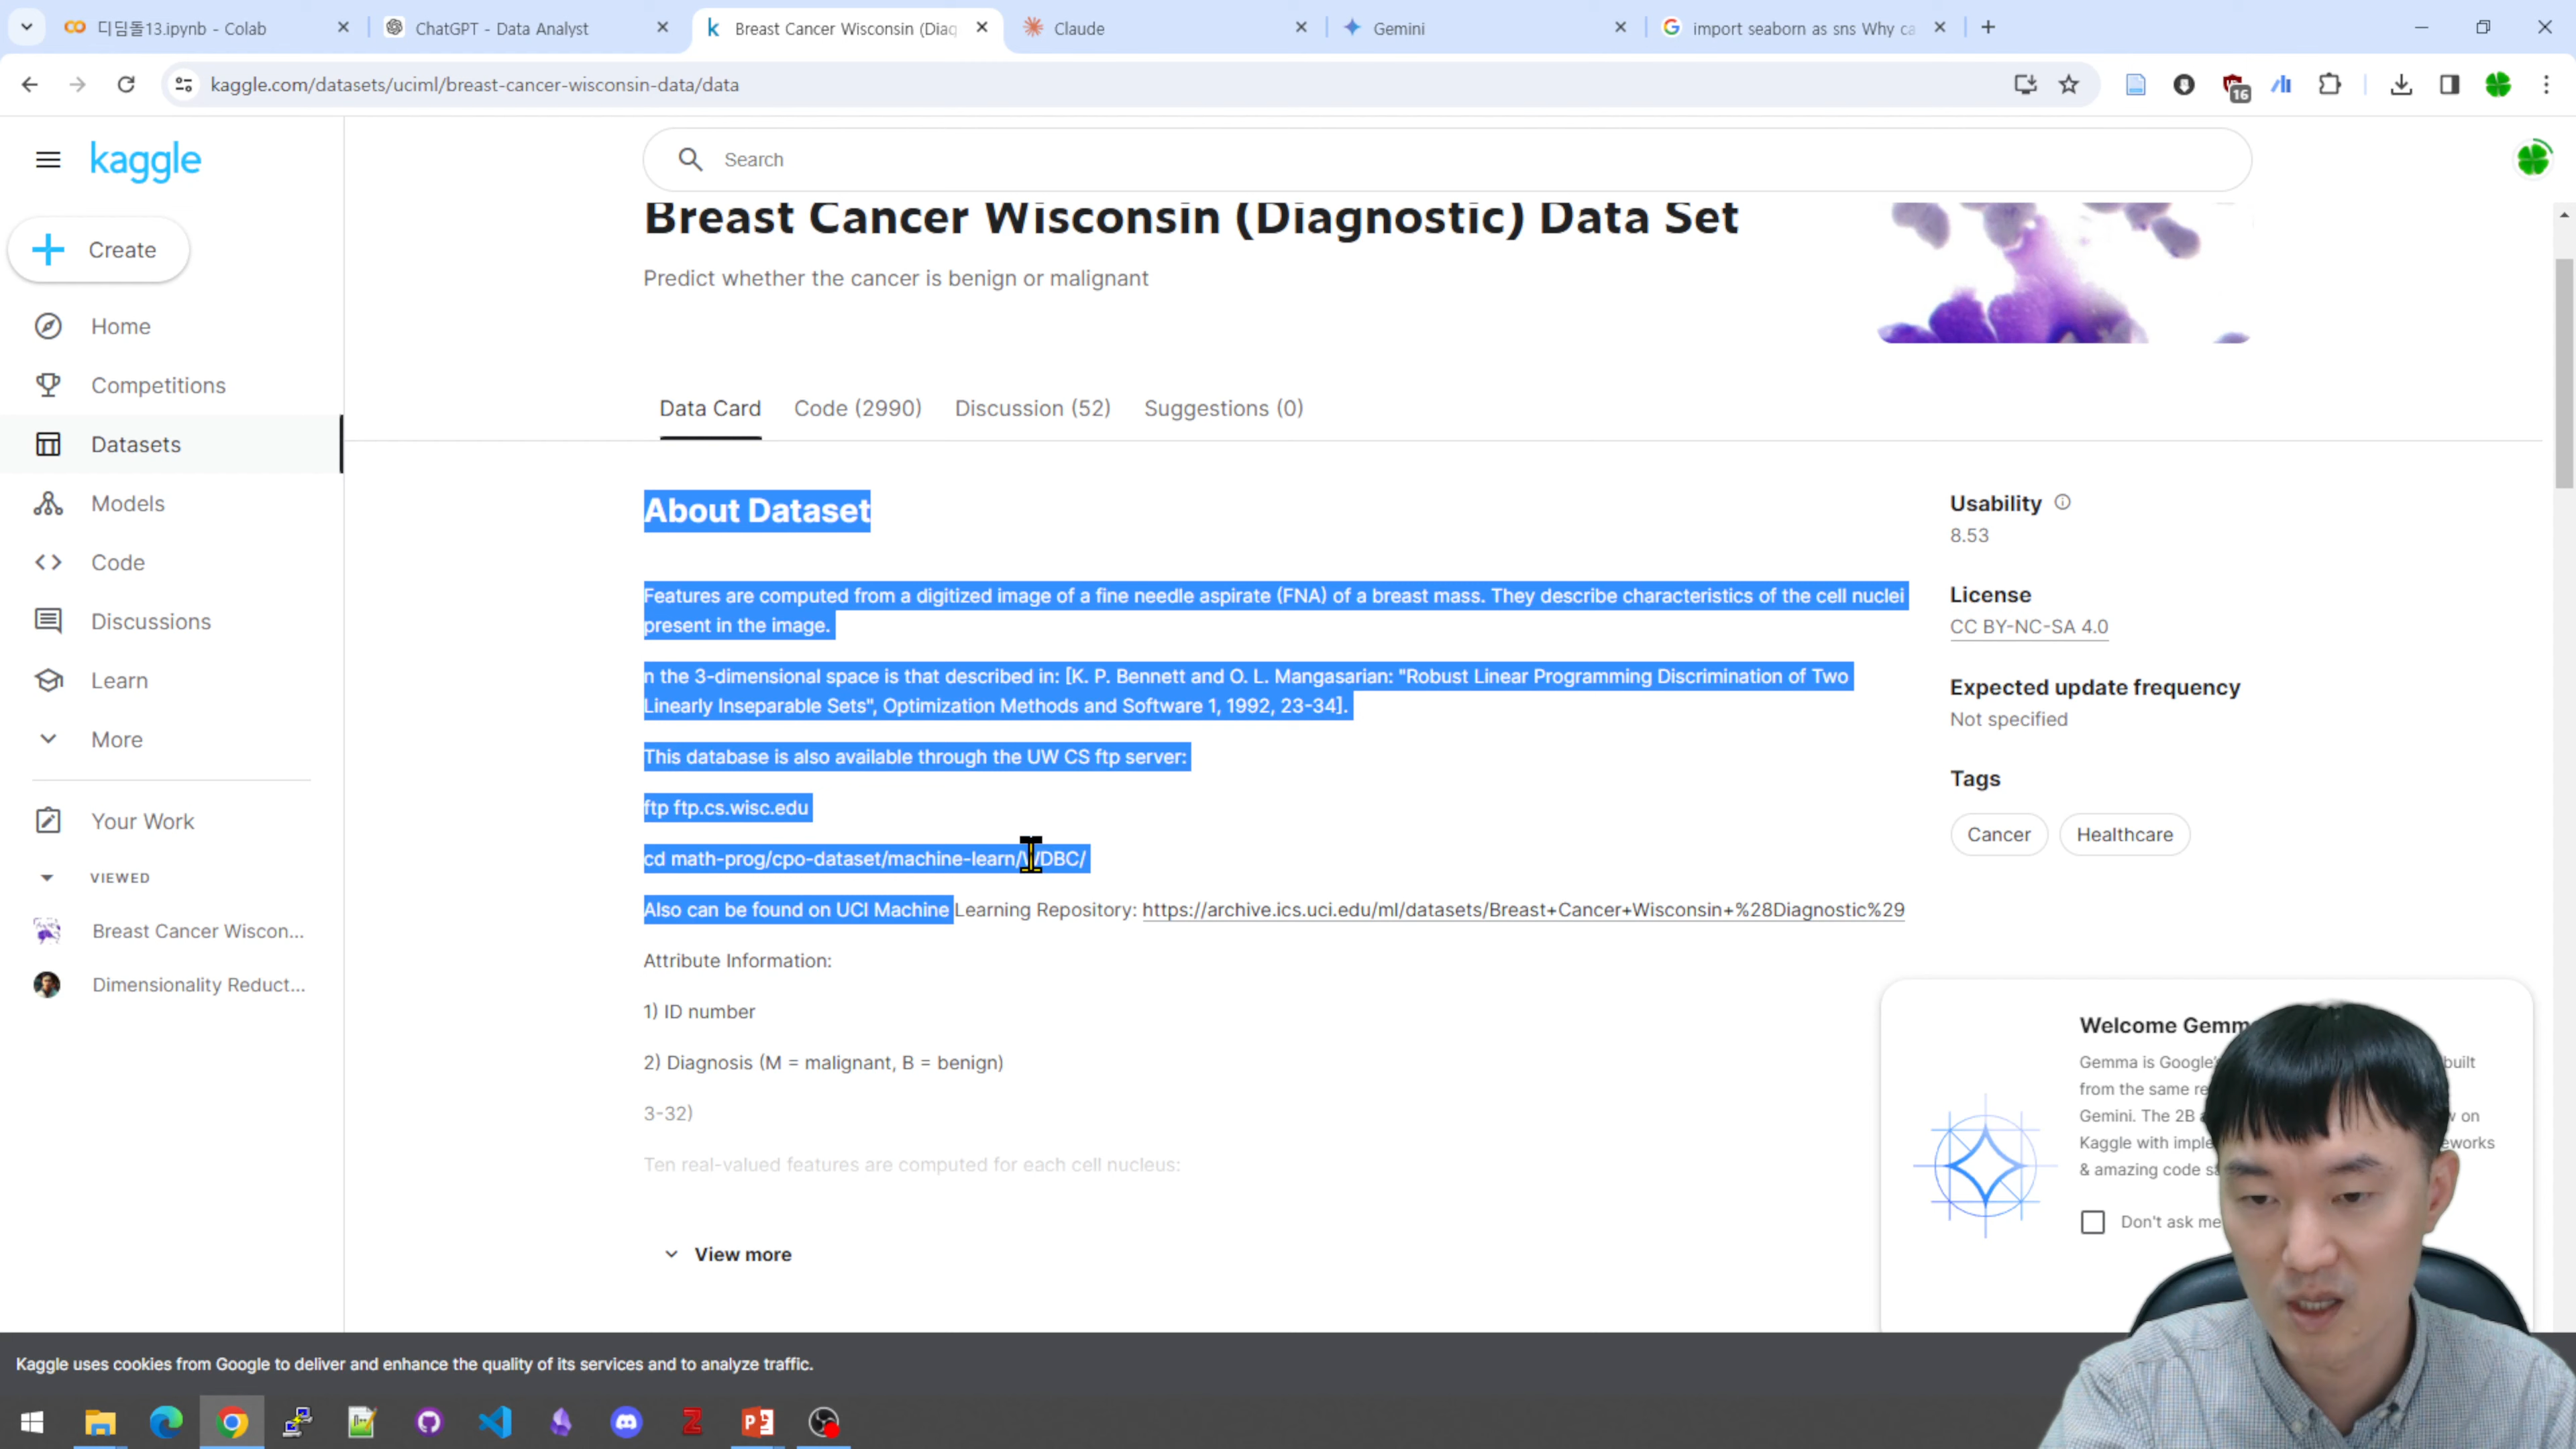 디딤돌13.ipynb - Colab
ChatGPT - Data Analyst
Breast Cancer Wisconsin (Diag
Claude
Gemini
import seaborn as sns Why ca
kaggle.com/datasets/uciml/breast-cancer-wisconsin-data/data
16
kaggle
Search
Create
Home
Competitions
Datasets
Models
Code
Discussions
Learn
More
Your Work
VIEWED
Breast Cancer Wiscon...
Dimensionality Reduct...
Breast Cancer Wisconsin (Diagnostic) Data Set
Predict whether the cancer is benign or malignant
Data Card
Code (2990)
Discussion (52)
Suggestions (0)
About Dataset
Features are computed from a digitized image of a fine needle aspirate (FNA) of a breast mass. They describe characteristics of the cell nuclei
present in the image.
n the 3-dimensional space is that described in: [K. P. Bennett and O. L. Mangasarian: "Robust Linear Programming Discrimination of Two
Linearly Inseparable Sets", Optimization Methods and Software 1, 1992, 23-34].
This database is also available through the UW CS ftp server:
ftp ftp.cs.wisc.edu
cd math-prog/cpo-dataset/machine-learn/WDBC/
Also can be found on UCI Machine Learning Repository: https://archive.ics.uci.edu/ml/datasets/Breast+Cancer+Wisconsin+%28Diagnostic%29
Attribute Information:
1) ID number
2) Diagnosis (M = malignant, B = benign)
3-32)
Ten real-valued features are computed for each cell nucleus:
View more
Usability
8.53
License
CC BY-NC-SA 4.0
Expected update frequency
Not specified
Tags
Cancer
Healthcare
Welcome Gemm
Gemma is Google's built
from the same re
Gemini. The 2B on
Kaggle with imple eworks
& amazing code
Don't ask me
Kaggle uses cookies from Google to deliver and enhance the quality of its services and to analyze traffic.